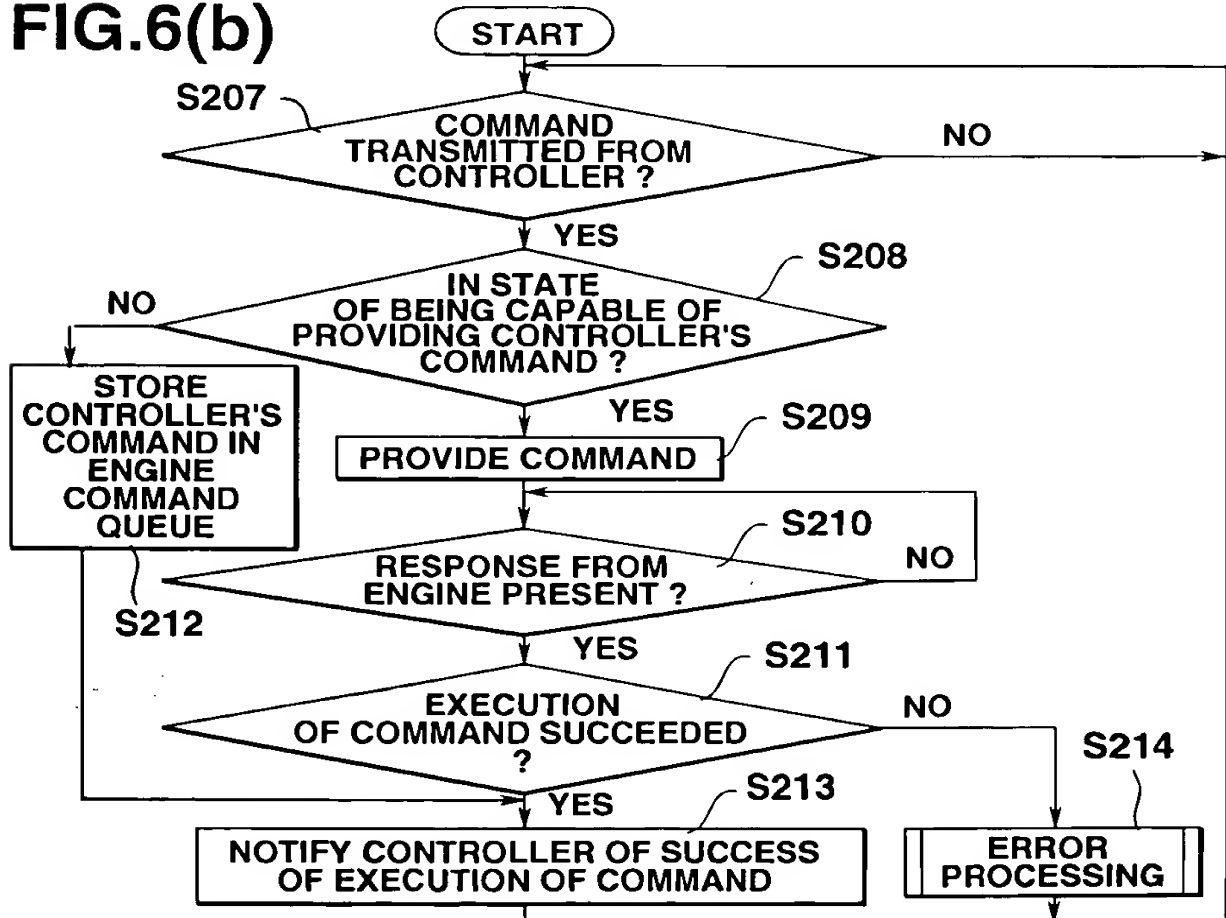 FIG.6(b)
START
S207
COMMAND
TRANSMITTED FROM
CONTROLLER ?
NO
YES
S208
IN STATE
OF BEING CAPABLE OF
PROVIDING CONTROLLER'S
COMMAND ?
NO
YES
STORE
CONTROLLER'S
COMMAND IN
ENGINE
COMMAND
QUEUE
S212
S209
PROVIDE COMMAND
S210
RESPONSE FROM
ENGINE PRESENT ?
NO
YES
S211
EXECUTION
OF COMMAND SUCCEEDED
?
NO
YES
S213
NOTIFY CONTROLLER OF SUCCESS
OF EXECUTION OF COMMAND
S214
ERROR
PROCESSING